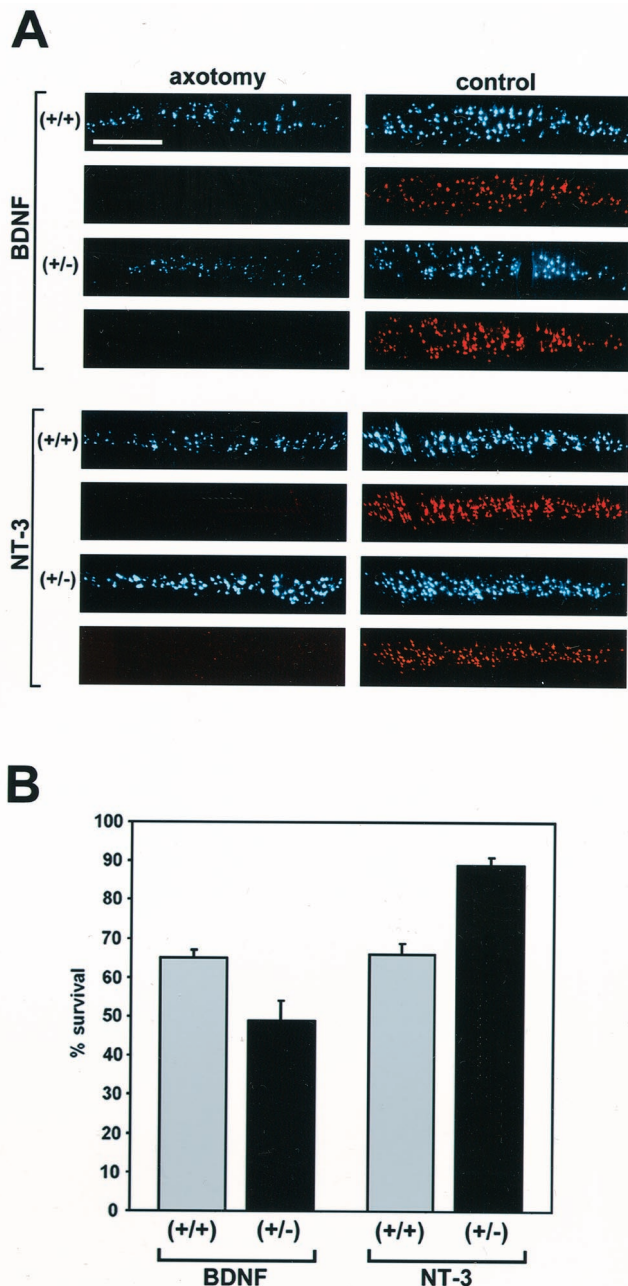 A
axotomy control
BDNF
(+/+)
(+/-)
NT-3
(+/+)
(+/-)
B
% survival
100
90
80
70
60
50
40
30
20
10
0
(+/+) (+/-) (+/+) (+/-)
BDNF NT-3